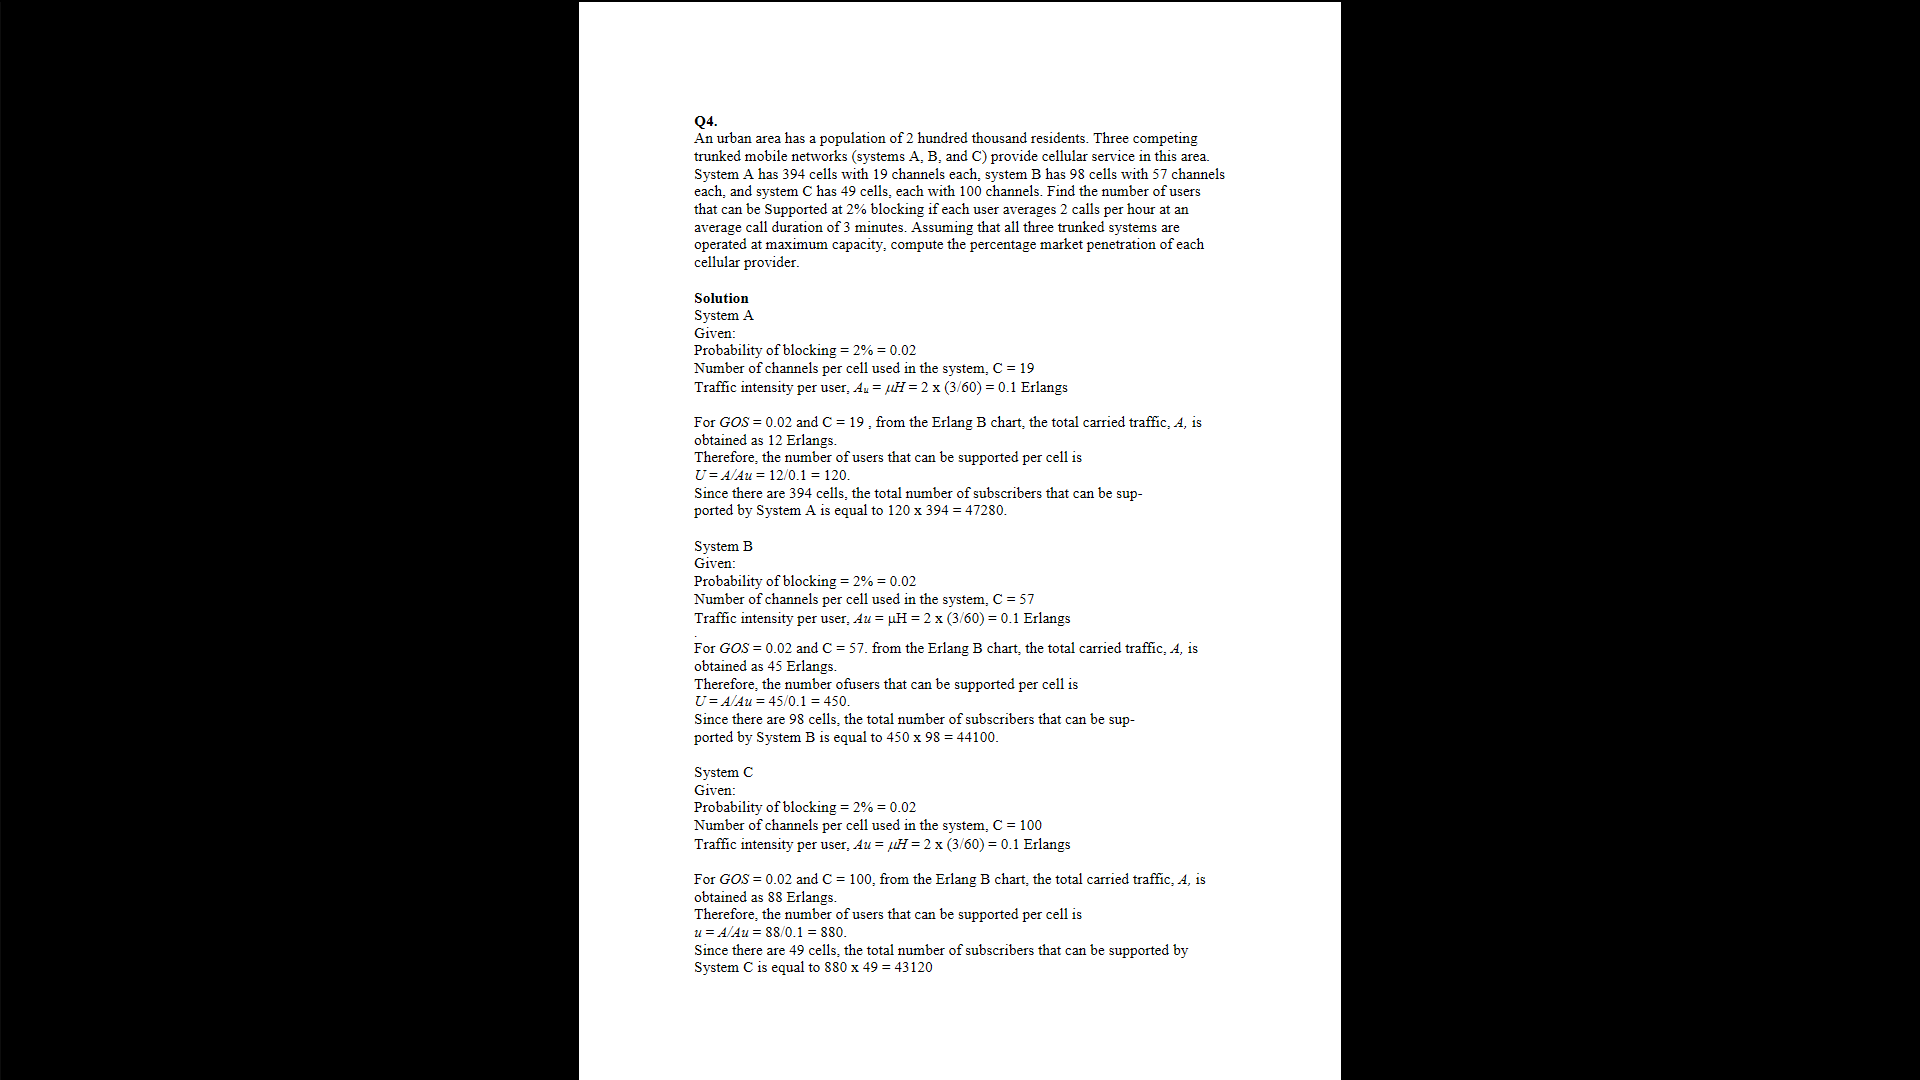 Q4.
An urban area has a population of 2 hundred thousand residents. Three competing
trunked mobile networks (systems A, B, and C) provide cellular service in this area.
System A has 394 cells with 19 channels each, system B has 98 cells with 57 channels
each, and system C has 49 cells, each with 100 channels. Find the number of users
that can be Supported at 2% blocking if each user averages 2 calls per hour at an
average call duration of 3 minutes. Assuming that all three trunked systems are
operated at maximum capacity, compute the percentage market penetration of each
cellular provider.
Solution
System A
Given:
Probability of blocking = 2% = 0.02
Number of channels per cell used in the system, C = 19
Traffic intensity per user, Au = μH = 2 x (3/60) = 0.1 Erlangs
For GOS = 0.02 and C = 19 , from the Erlang B chart, the total carried traffic, A, is
obtained as 12 Erlangs.
Therefore, the number of users that can be supported per cell is
U = A/Au = 12/0.1 = 120.
Since there are 394 cells, the total number of subscribers that can be sup-
ported by System A is equal to 120 x 394 = 47280.
System B
Given:
Probability of blocking = 2% = 0.02
Number of channels per cell used in the system, C = 57
Traffic intensity per user, Au = μH = 2 x (3/60) = 0.1 Erlangs
.
For GOS = 0.02 and C = 57. from the Erlang B chart, the total carried traffic, A, is
obtained as 45 Erlangs.
Therefore, the number ofusers that can be supported per cell is
U = A/Au = 45/0.1 = 450.
Since there are 98 cells, the total number of subscribers that can be sup-
ported by System B is equal to 450 x 98 = 44100.
System C
Given:
Probability of blocking = 2% = 0.02
Number of channels per cell used in the system, C = 100
Traffic intensity per user, Au = μH = 2 x (3/60) = 0.1 Erlangs
For GOS = 0.02 and C = 100, from the Erlang B chart, the total carried traffic, A, is
obtained as 88 Erlangs.
Therefore, the number of users that can be supported per cell is
u = A/Au = 88/0.1 = 880.
Since there are 49 cells, the total number of subscribers that can be supported by
System C is equal to 880 x 49 = 43120